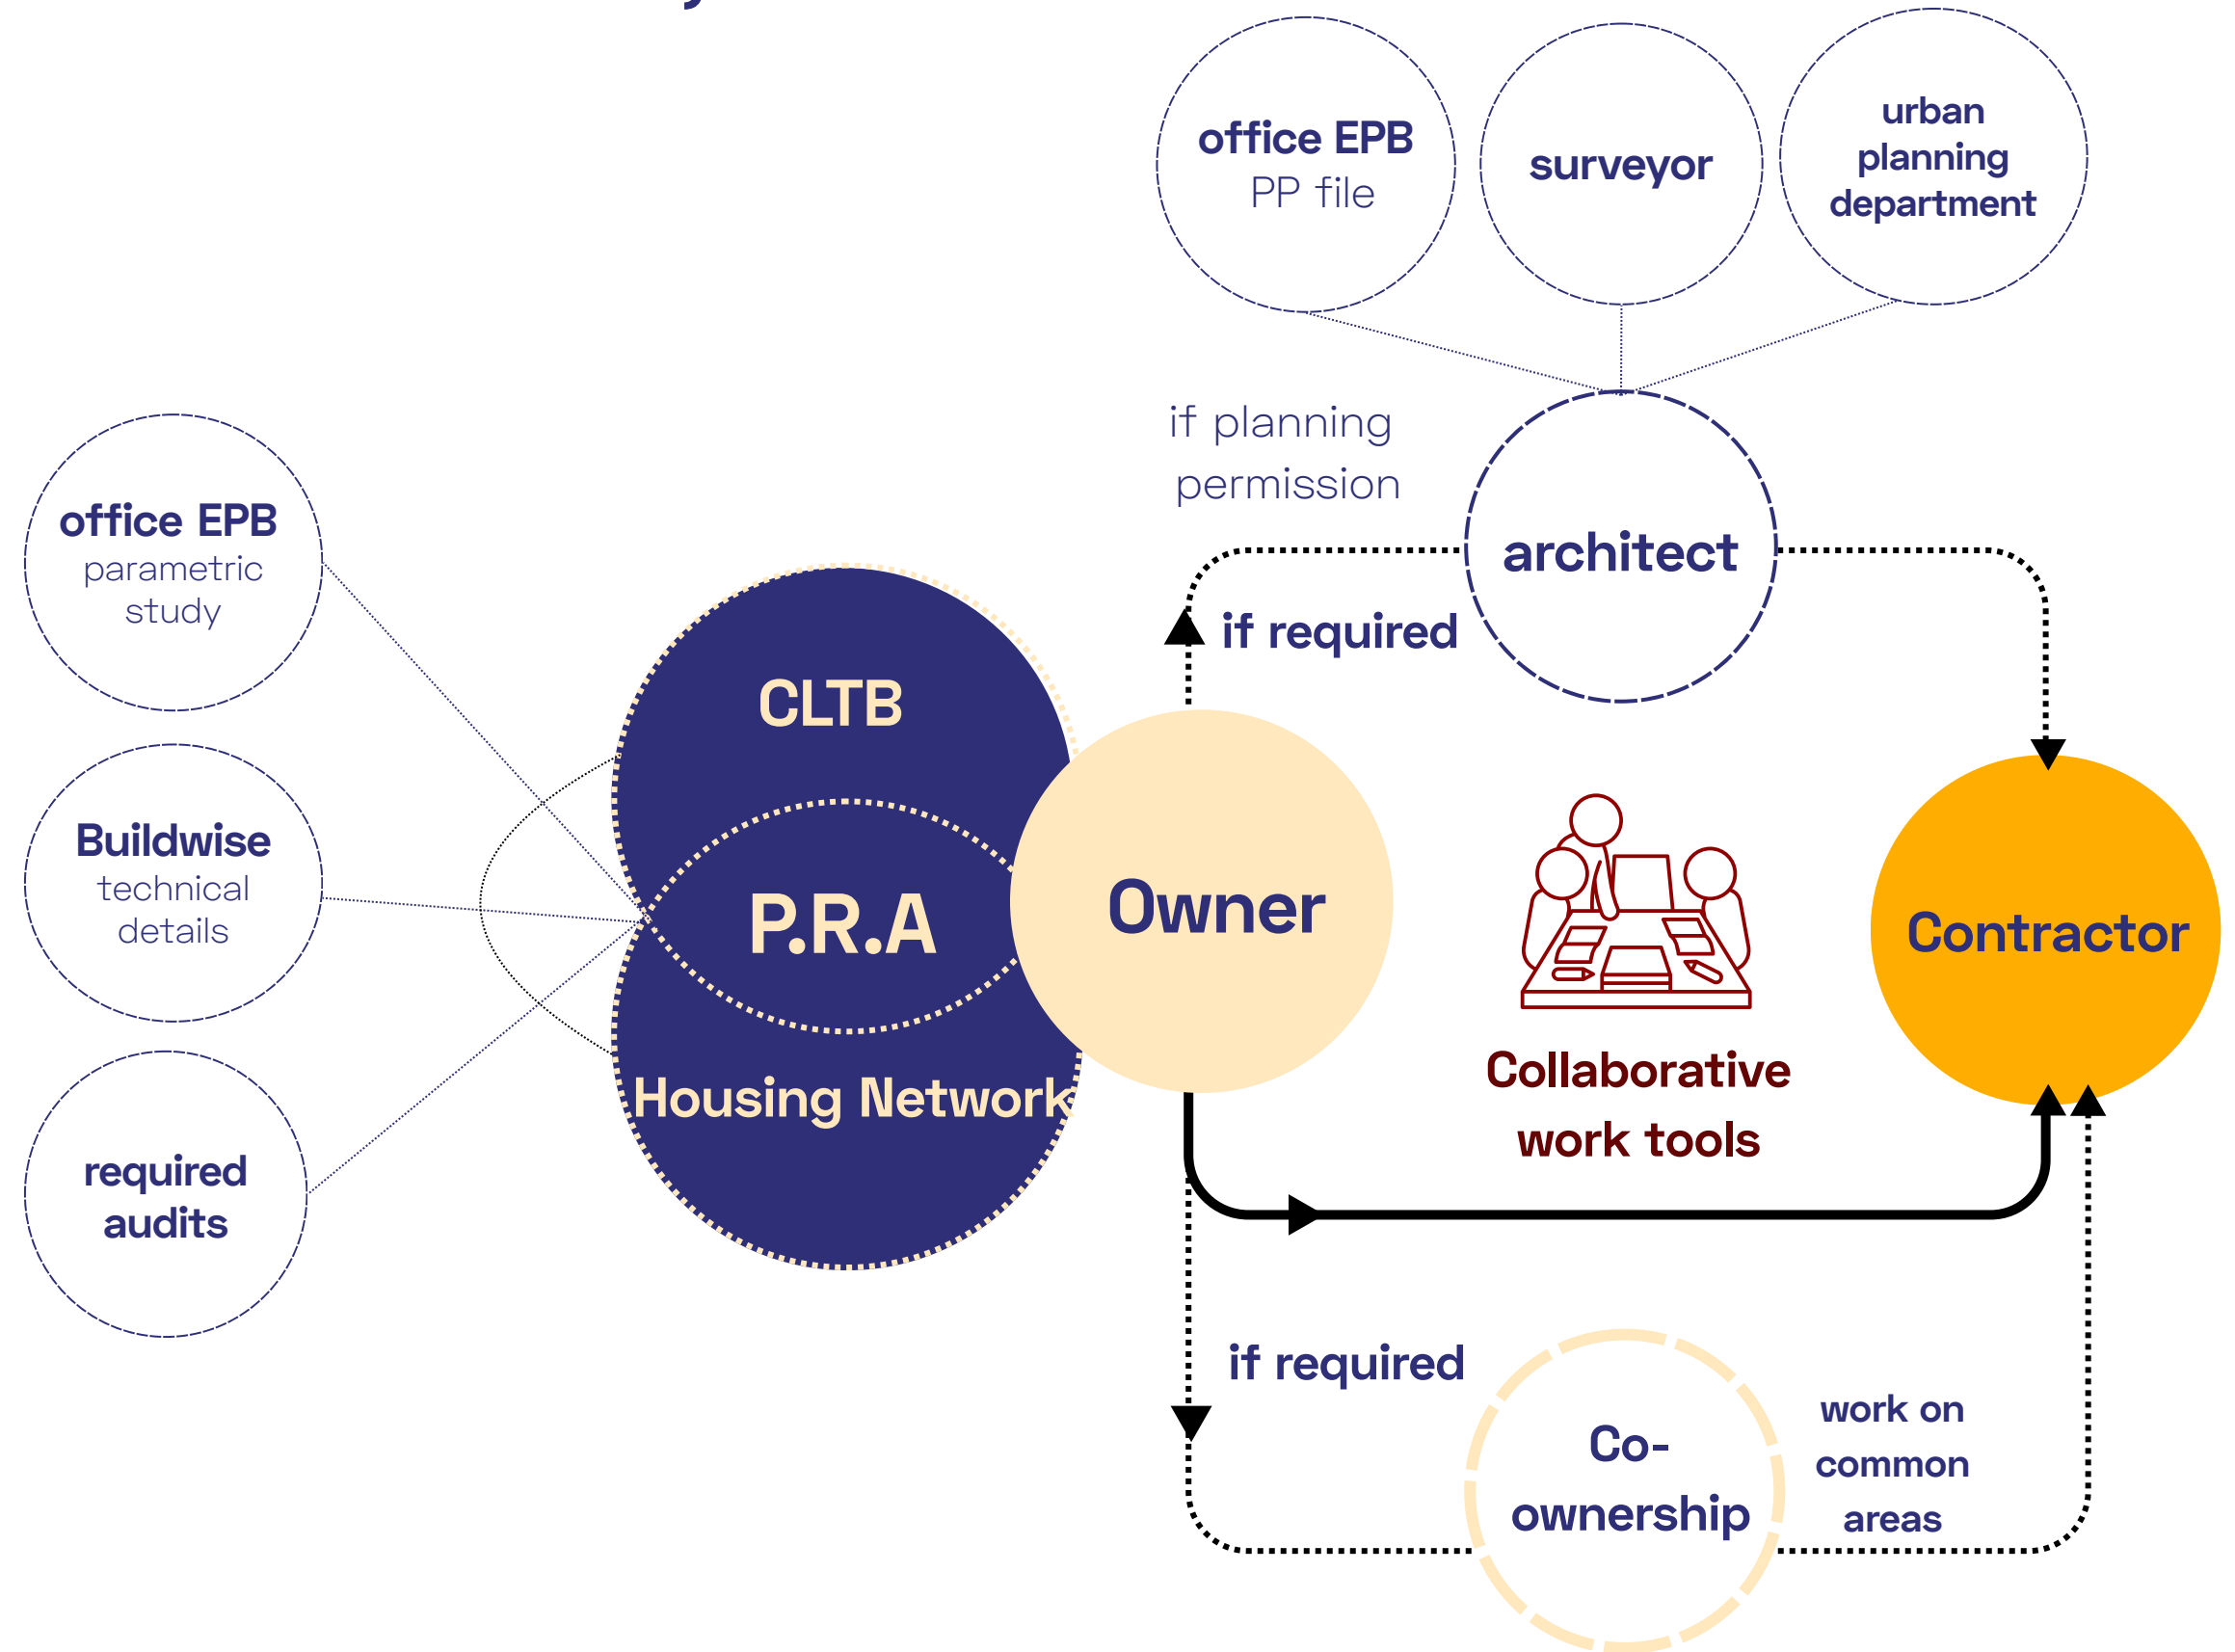 office EPB
PP file
surveyor
urban
planning
department
if planning
permission
architect
if required
office EPB
parametric
study
Buildwise
technical
details
required
audits
CLTB
P.R.A
Housing Network
Owner
Collaborative
work tools
Contractor
if required
Co-
ownership
work on
common
areas